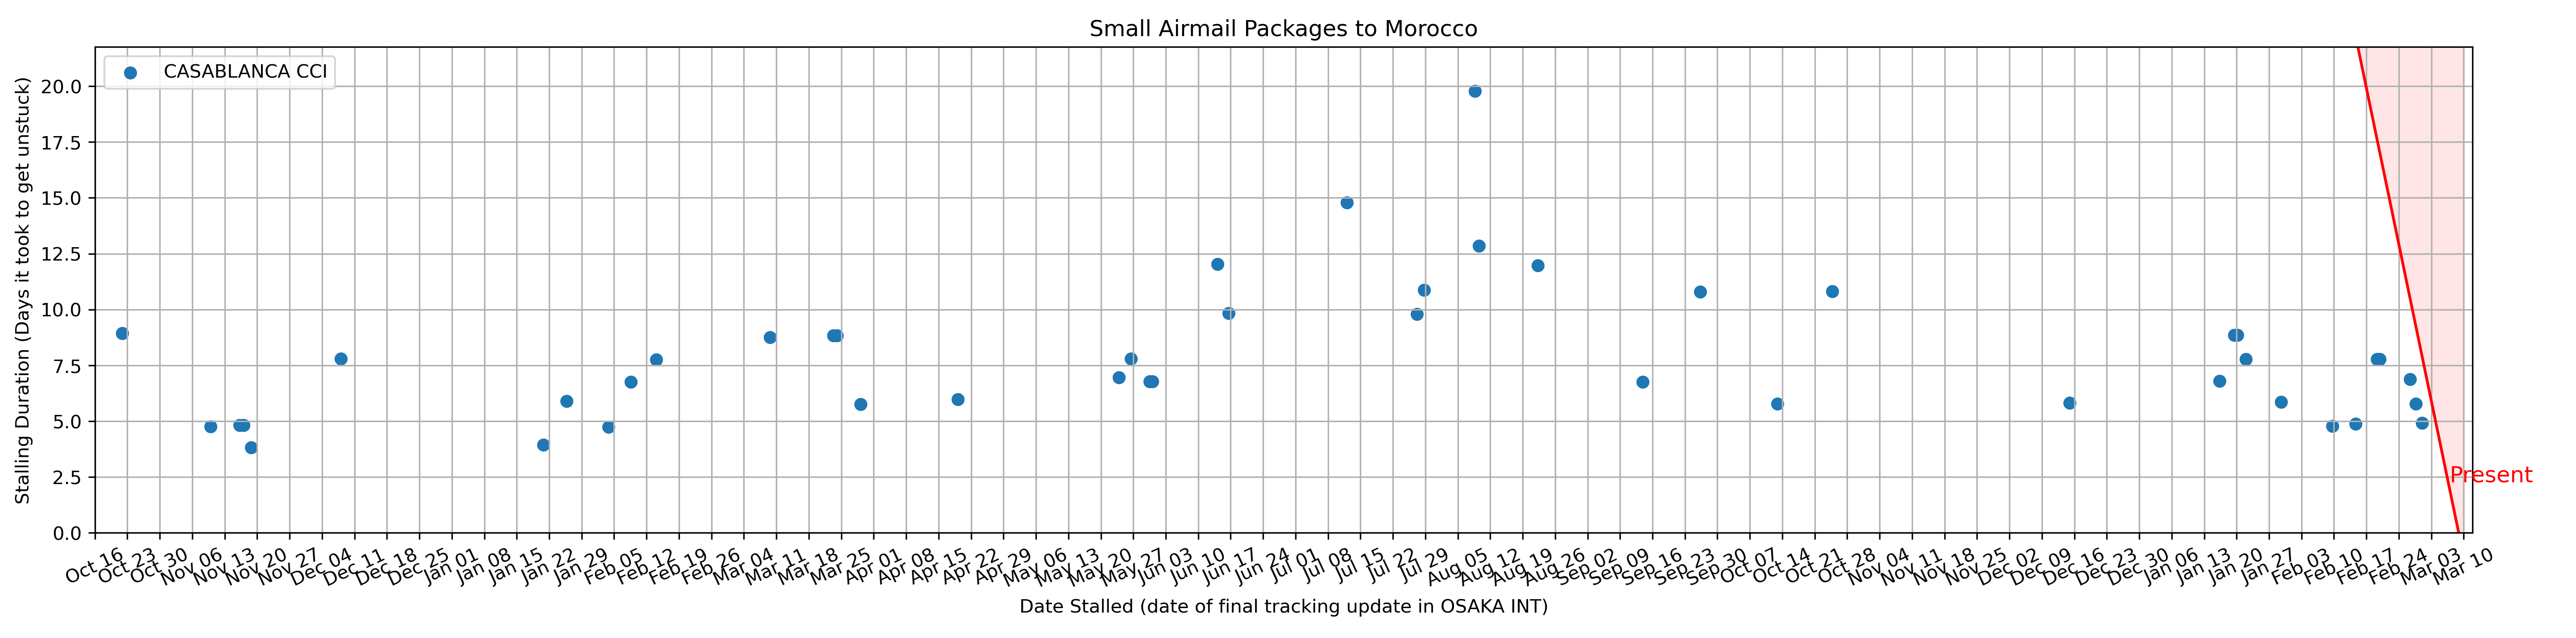 Small Airmail Packages to Morocco
CASABLANCA CCI
Stalling Duration (Days it took to get unstuck)
20.0
17.5
15.0
12.5
10.0
7.5
5.0
2.5
0.0
Present
Oct 16
Oct 23
Oct 30
Nov 06
Nov 13
Nov 20
Nov 27
Dec 04
Dec 11
Dec 18
Dec 25
Jan 01
Jan 08
Jan 15
Jan 22
Jan 29
Feb 05
Feb 12
Feb 19
Feb 26
Mar 04
Mar 11
Mar 18
Mar 25
Apr 01
Apr 08
Apr 15
Apr 22
Apr 29
May 06
May 13
May 20
May 27
Jun 03
Jun 10
Jun 17
Jun 24
Jul 01
Jul 08
Jul 15
Jul 22
Jul 29
Aug 05
Aug 12
Aug 19
Aug 26
Sep 02
Sep 09
Sep 16
Sep 23
Sep 30
Oct 07
Oct 14
Oct 21
Oct 28
Nov 04
Nov 11
Nov 18
Nov 25
Dec 02
Dec 09
Dec 16
Dec 23
Dec 30
Jan 06
Jan 13
Jan 20
Jan 27
Feb 03
Feb 10
Feb 17
Feb 24
Mar 03
Mar 10
Date Stalled (date of final tracking update in OSAKA INT)